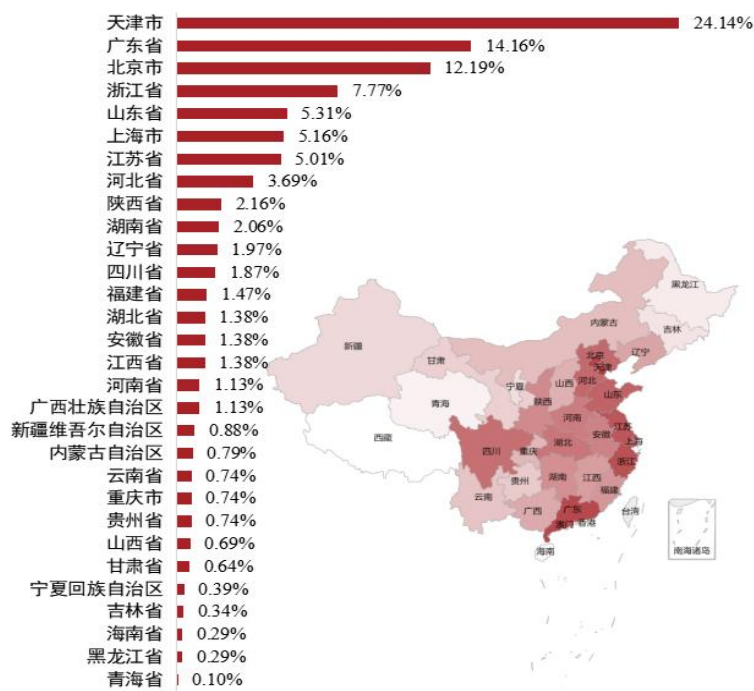 天津市 24.14%
广东省 14.16%
北京市 12.19%
浙江省 7.77%
山东省 5.31%
上海市 5.16%
江苏省 5.01%
河北省 3.69%
陕西省 2.16%
湖南省 2.06%
辽宁省 1.97%
四川省 1.87%
福建省 1.47%
湖北省 1.38%
安徽省 1.38%
江西省 1.38%
河南省 1.13%
广西壮族自治区 1.13%
新疆维吾尔自治区 0.88%
内蒙古自治区 0.79%
云南省 0.74%
重庆市 0.74%
贵州省 0.74%
山西省 0.69%
甘肃省 0.64%
宁夏回族自治区 0.39%
吉林省 0.34%
海南省 0.29%
黑龙江省 0.29%
青海省 0.10%
黑龙江
内蒙古
吉林
新疆
辽宁
北京
甘肃
天津
宁夏
山西
河北
山东
青海
陕西
河南
江苏
西藏
安徽
上海
四川
重庆
湖北
浙江
湖南
江西
贵州
福建
云南
广西
广东
台湾
澳门
香港
海南
南海诸岛